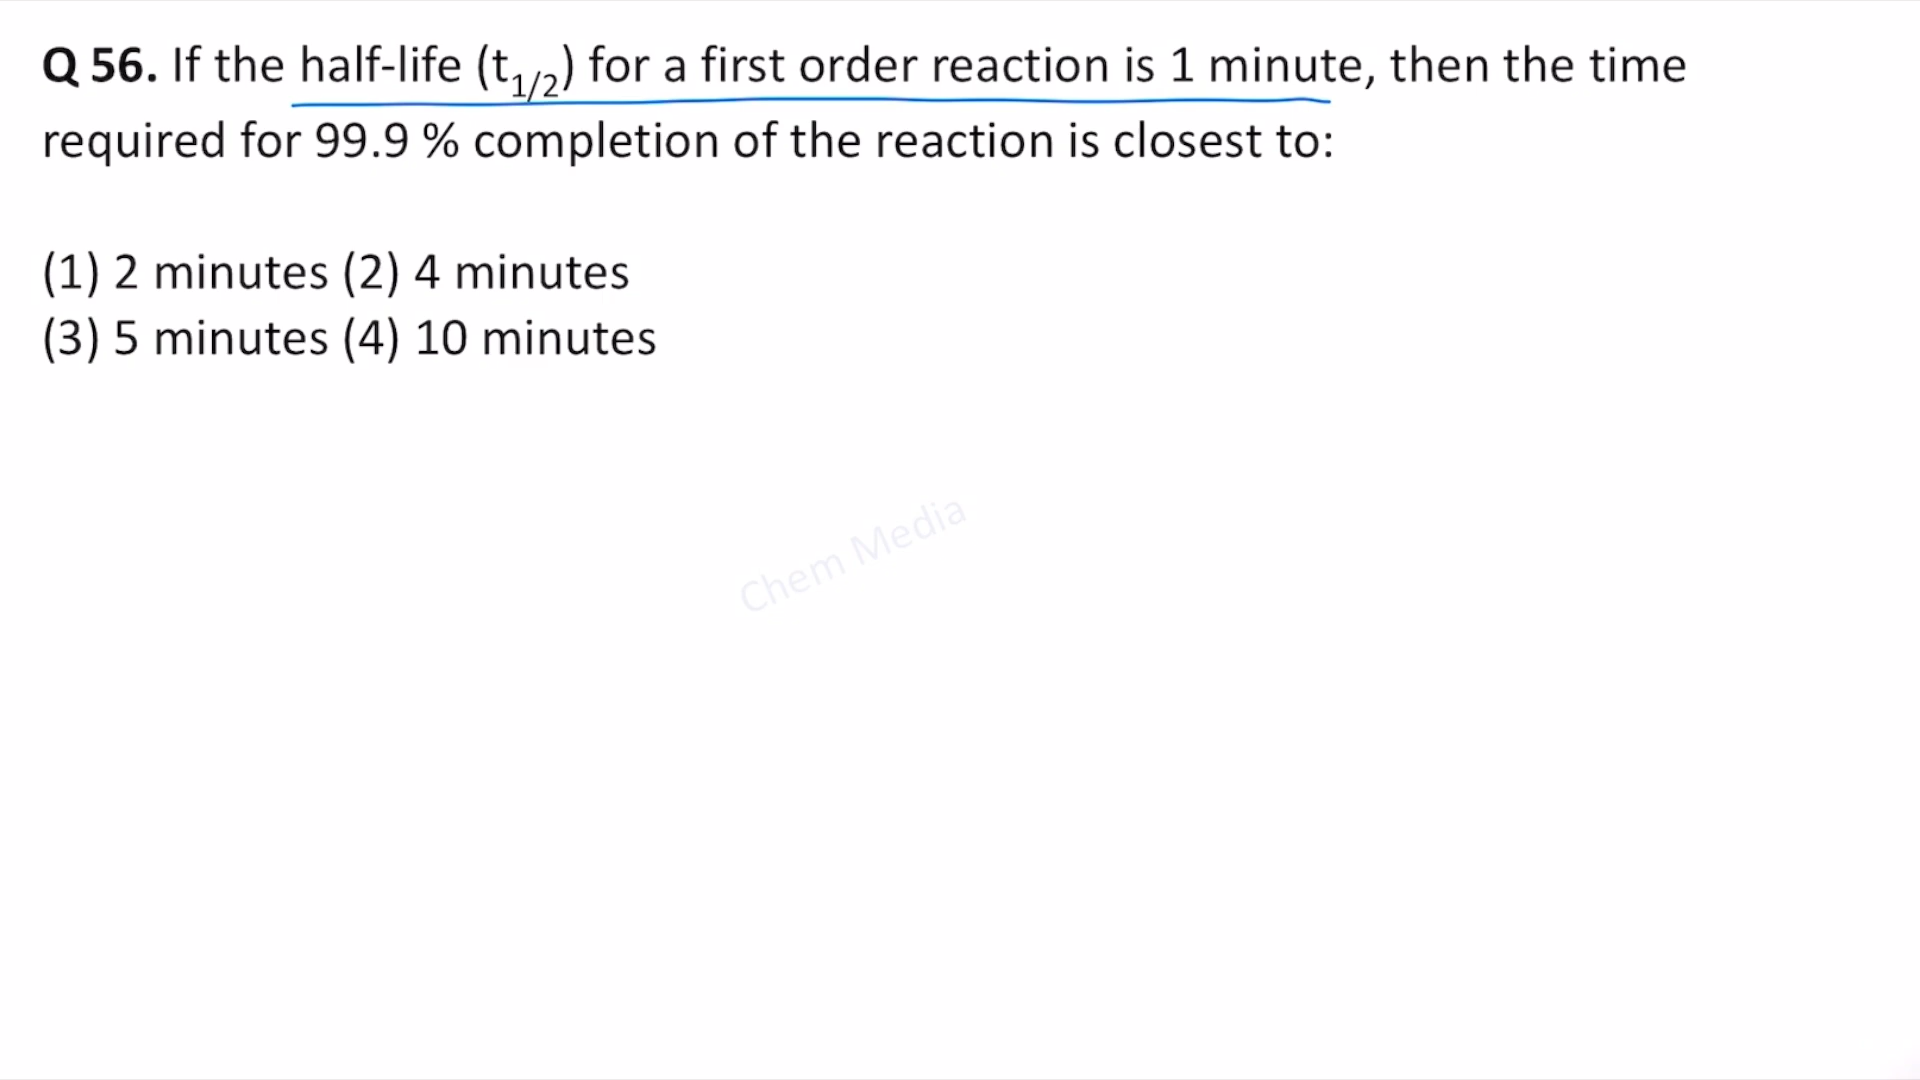 Q 56. If the half-life (t1/2) for a first order reaction is 1 minute, then the time
required for 99.9 % completion of the reaction is closest to:
(1) 2 minutes (2) 4 minutes
(3) 5 minutes (4) 10 minutes
Chem Media